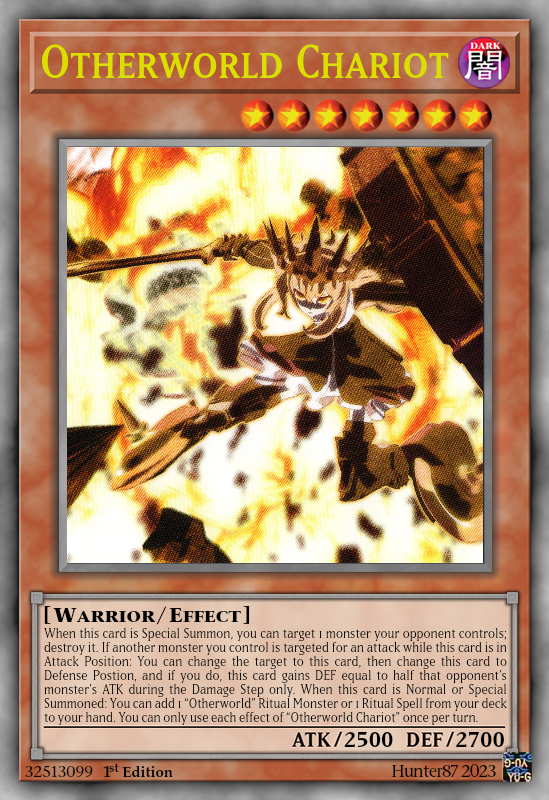 Otherworld Chariot
DARK
闇
[Warrior/Effect]
When this card is Special Summon, you can target 1 monster your opponent controls;
destroy it. If another monster you control is targeted for an attack while this card is in
Attack Position: You can change the target to this card, then change this card to
Defense Postion, and if you do, this card gains DEF equal to half that opponent's
monster's ATK during the Damage Step only. When this card is Normal or Special
Summoned: You can add 1 “Otherworld” Ritual Monster or 1 Ritual Spell from your deck
to your hand. You can only use each effect of “Otherworld Chariot” once per turn.
ATK/2500 DEF/2700
32513099 1st Edition Hunter87 2023
YU-G
YU-G